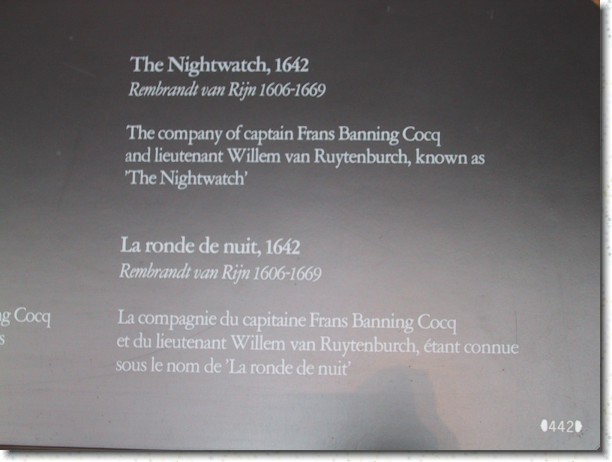 The Nightwatch, 1642
Rembrandt van Rijn 1606-1669
The company of captain Frans Banning Cocq
and lieutenant Willem van Ruytenburch, known as
'The Nightwatch'
La ronde de nuit, 1642
Rembrandt van Rijn 1606-1669
La compagnie du capitaine Frans Banning Cocq
et du lieutenant Willem van Ruytenburch, étant connue
sous le nom de 'La ronde de nuit'
Cocq
442